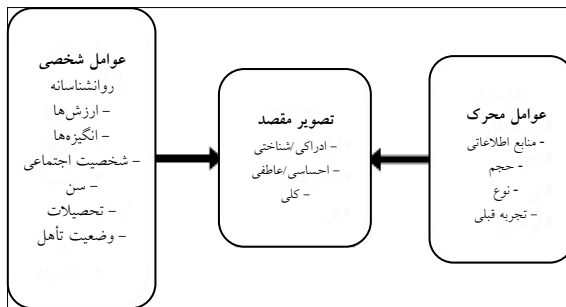 عوامل شخصی
روانشناسانه
– ارزش‌ها
– انگیزه‌ها
– شخصیت اجتماعی
– سن
– تحصیلات
– وضعیت تأهل
تصویر مقصد
– ادراکی/شناختی
– احساسی/عاطفی
– کلی
عوامل محرک
- منابع اطلاعاتی
- حجم
- نوع
– تجربه قبلی